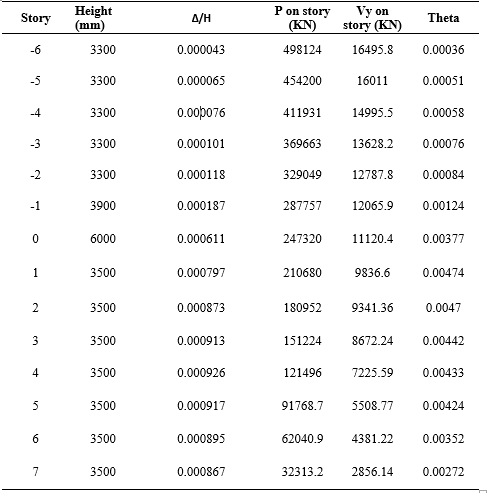 Story Height (mm) Δ/H P on story (KN) Vy on story (KN) Theta
-6 3300 0.000043 498124 16495.8 0.00036
-5 3300 0.000065 454200 16011 0.00051
-4 3300 0.000076 411931 14995.5 0.00058
-3 3300 0.000101 369663 13628.2 0.00076
-2 3300 0.000118 329049 12787.8 0.00084
-1 3900 0.000187 287757 12065.9 0.00124
0 6000 0.000611 247320 11120.4 0.00377
1 3500 0.000797 210680 9836.6 0.00474
2 3500 0.000873 180952 9341.36 0.0047
3 3500 0.000913 151224 8672.24 0.00442
4 3500 0.000926 121496 7225.59 0.00433
5 3500 0.000917 91768.7 5508.77 0.00424
6 3500 0.000895 62040.9 4381.22 0.00352
7 3500 0.000867 32313.2 2856.14 0.00272